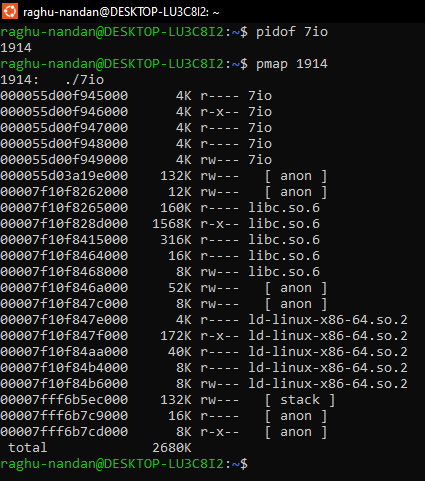 raghu-nandan@DESKTOP-LU3C8I2: ~
raghu-nandan@DESKTOP-LU3C8I2:~$ pidof 7io
1914
raghu-nandan@DESKTOP-LU3C8I2:~$ pmap 1914
1914:   ./7io
000055d00f945000      4K r---- 7io
000055d00f946000      4K r-x-- 7io
000055d00f947000      4K r---- 7io
000055d00f948000      4K r---- 7io
000055d00f949000      4K rw--- 7io
000055d03a19e000    132K rw---   [ anon ]
00007f10f8262000     12K rw---   [ anon ]
00007f10f8265000    160K r---- libc.so.6
00007f10f828d000   1568K r-x-- libc.so.6
00007f10f8415000    316K r---- libc.so.6
00007f10f8464000     16K r---- libc.so.6
00007f10f8468000      8K rw--- libc.so.6
00007f10f846a000     52K rw---   [ anon ]
00007f10f847c000      8K rw---   [ anon ]
00007f10f847e000      4K r---- ld-linux-x86-64.so.2
00007f10f847f000    172K r-x-- ld-linux-x86-64.so.2
00007f10f84aa000     40K r---- ld-linux-x86-64.so.2
00007f10f84b4000      8K r---- ld-linux-x86-64.so.2
00007f10f84b6000      8K rw--- ld-linux-x86-64.so.2
00007fff6b5ec000    132K rw---   [ stack ]
00007fff6b7c9000     16K r----   [ anon ]
00007fff6b7cd000      8K r-x--   [ anon ]
 total             2680K
raghu-nandan@DESKTOP-LU3C8I2:~$